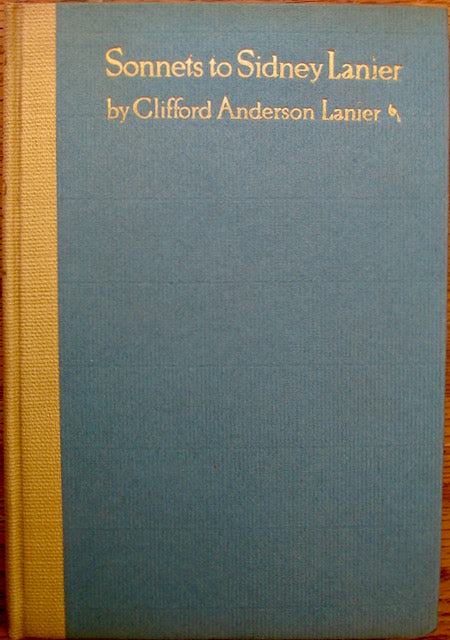 Sonnets to Sidney Lanier
by Clifford Anderson Lanier